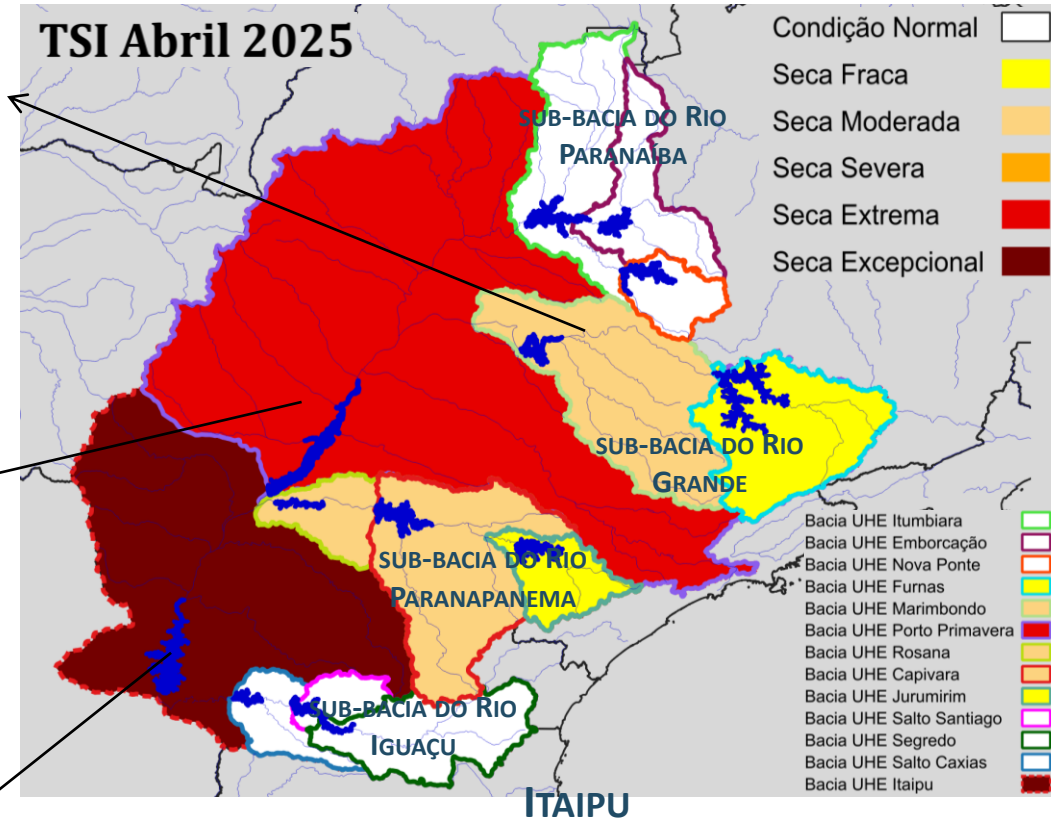 TSI Abril 2025
Condição Normal
Seca Fraca
Seca Moderada
Seca Severa
Seca Extrema
Seca Excepcional
SUB-BACIA DO RIO
PARANAÍBA
SUB-BACIA DO RIO
GRANDE
SUB-BACIA DO RIO
PARANAPANEMA
SUB-BACIA DO RIO
IGUAÇU
ITAIPU
Bacia UHE Itumbiara
Bacia UHE Emborcação
Bacia UHE Nova Ponte
Bacia UHE Furnas
Bacia UHE Marimbondo
Bacia UHE Porto Primavera
Bacia UHE Rosana
Bacia UHE Capivara
Bacia UHE Jurumirim
Bacia UHE Salto Santiago
Bacia UHE Segredo
Bacia UHE Salto Caxias
Bacia UHE Itaipu